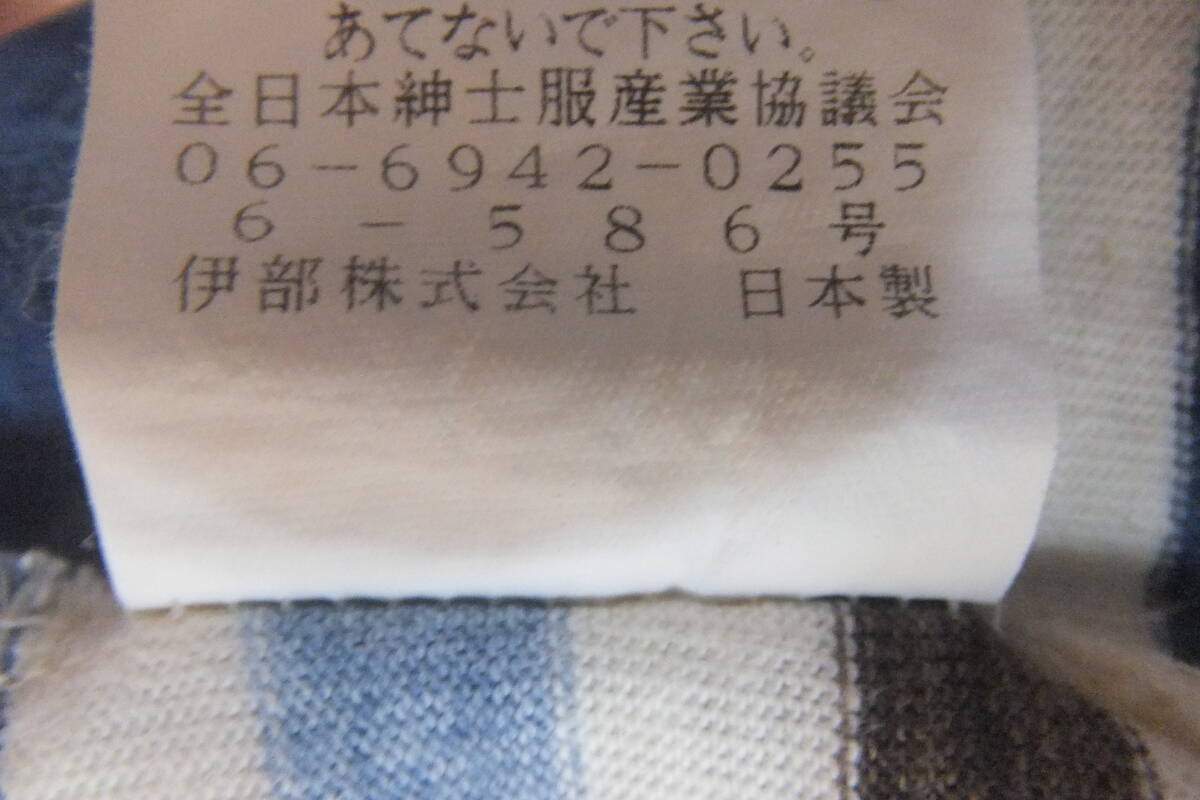 あてないで下さい。
全日本紳士服産業協議会
06-6942-0255
6-586号
伊部株式会社 日本製